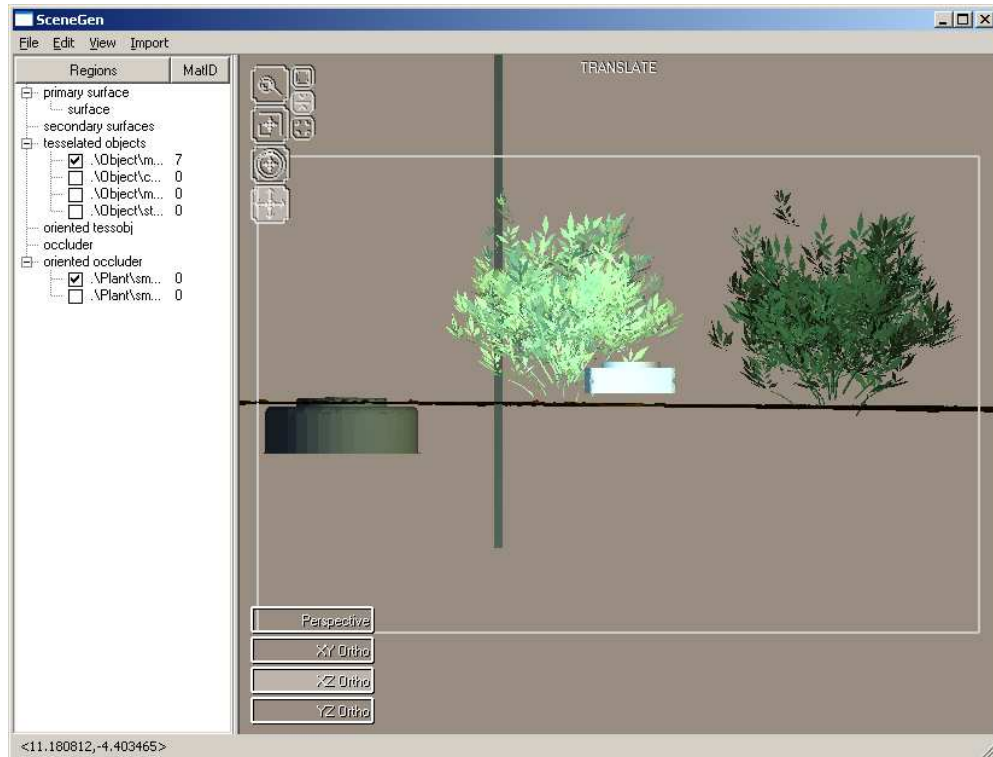 SceneGen
File Edit View Import
Regions MatID
TRANSLATE
primary surface
surface
secondary surfaces
tesselated objects
.\Object\m... 7
.\Object\c... 0
.\Object\m... 0
.\Object\st... 0
oriented tessobj
occluder
oriented occluder
.\Plant\sm... 0
.\Plant\sm... 0
Perspective
XY Ortho
XZ Ortho
YZ Ortho
<11.180812,-4.403465>